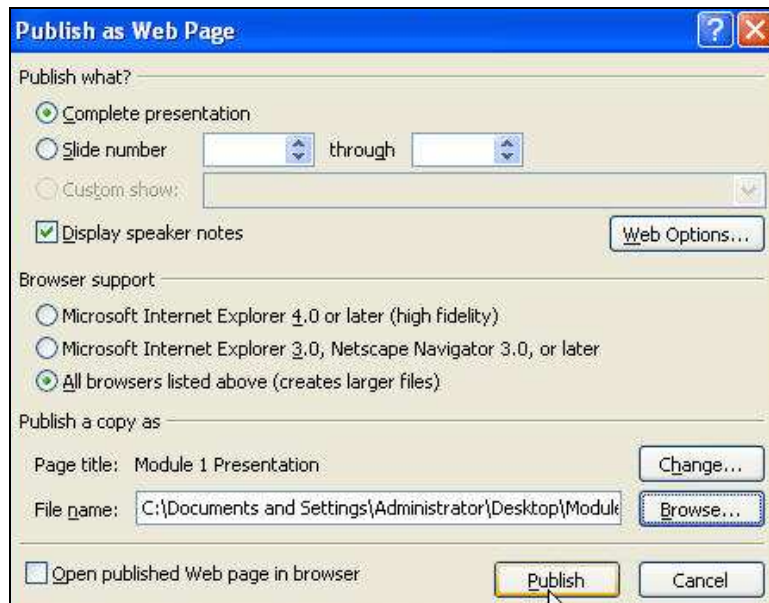 Publish as Web Page
Publish what?
Complete presentation
Slide number through
Custom show:
Display speaker notes Web Options...
Browser support
Microsoft Internet Explorer 4.0 or later (high fidelity)
Microsoft Internet Explorer 3.0, Netscape Navigator 3.0, or later
All browsers listed above (creates larger files)
Publish a copy as
Page title: Module 1 Presentation Change...
File name: C:\Documents and Settings\Administrator\Desktop\Module Browse...
Open published Web page in browser Publish Cancel